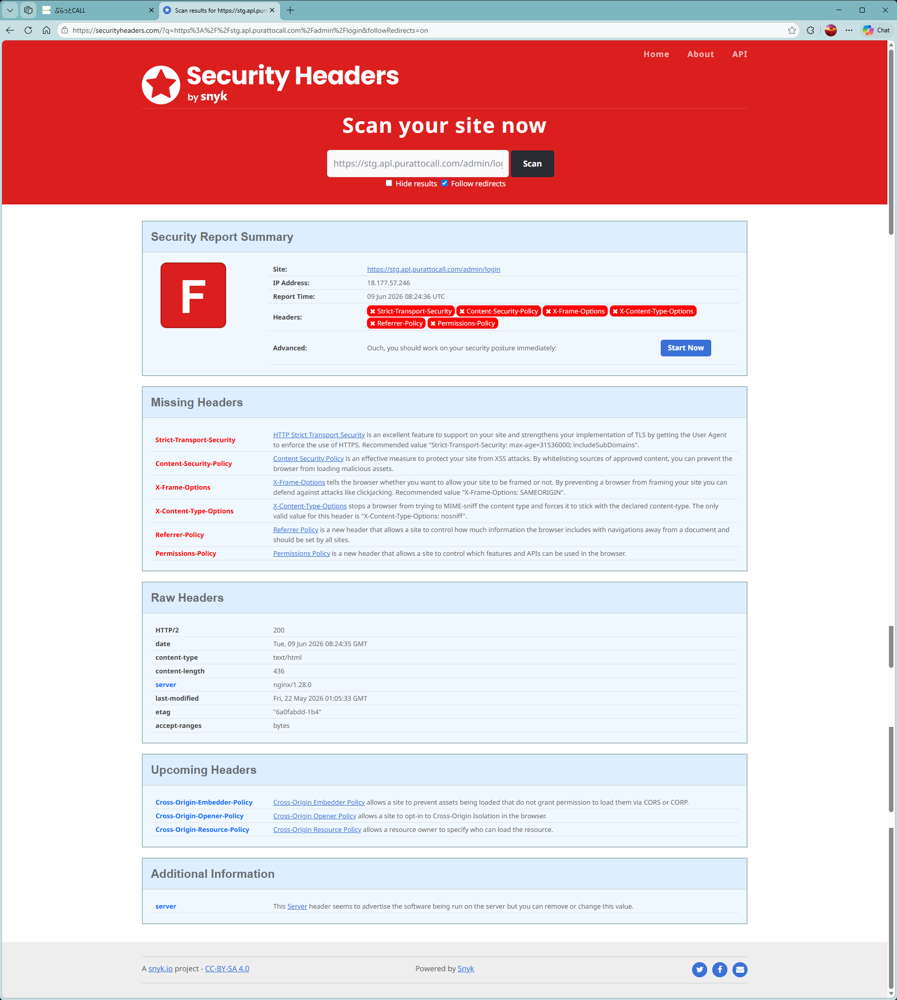 ぷらっとCALL
Scan results for https://stg.apl.pura
https://securityheaders.com/?q=https%3A%2F%2Fstg.apl.purattocall.com%2Fadmin%2Flogin&followRedirects=on
Chat
Home About API
Security Headers
by snyk
Scan your site now
https://stg.apl.purattocall.com/admin/log
Scan
Hide results Follow redirects
Security Report Summary
F
Site: https://stg.apl.purattocall.com/admin/login
IP Address: 18.177.57.246
Report Time: 09 Jun 2026 08:24:36 UTC
Headers: ✖ Strict-Transport-Security ✖ Content-Security-Policy ✖ X-Frame-Options ✖ X-Content-Type-Options
✖ Referrer-Policy ✖ Permissions-Policy
Advanced: Ouch, you should work on your security posture immediately: Start Now
Missing Headers
Strict-Transport-Security HTTP Strict Transport Security is an excellent feature to support on your site and strengthens your implementation of TLS by getting the User Agent
to enforce the use of HTTPS. Recommended value "Strict-Transport-Security: max-age=31536000; includeSubDomains".
Content-Security-Policy Content Security Policy is an effective measure to protect your site from XSS attacks. By whitelisting sources of approved content, you can prevent the
browser from loading malicious assets.
X-Frame-Options X-Frame-Options tells the browser whether you want to allow your site to be framed or not. By preventing a browser from framing your site you can
defend against attacks like clickjacking. Recommended value "X-Frame-Options: SAMEORIGIN".
X-Content-Type-Options X-Content-Type-Options stops a browser from trying to MIME-sniff the content type and forces it to stick with the declared content-type. The only
valid value for this header is "X-Content-Type-Options: nosniff".
Referrer-Policy Referrer Policy is a new header that allows a site to control how much information the browser includes with navigations away from a document and
should be set by all sites.
Permissions-Policy Permissions Policy is a new header that allows a site to control which features and APIs can be used in the browser.
Raw Headers
HTTP/2 200
date Tue, 09 Jun 2026 08:24:35 GMT
content-type text/html
content-length 436
server nginx/1.28.0
last-modified Fri, 22 May 2026 01:05:33 GMT
etag "6a0fabdd-1b4"
accept-ranges bytes
Upcoming Headers
Cross-Origin-Embedder-Policy Cross-Origin Embedder Policy allows a site to prevent assets being loaded that do not grant permission to load them via CORS or CORP.
Cross-Origin-Opener-Policy Cross-Origin Opener Policy allows a site to opt-in to Cross-Origin Isolation in the browser.
Cross-Origin-Resource-Policy Cross-Origin Resource Policy allows a resource owner to specify who can load the resource.
Additional Information
server This Server header seems to advertise the software being run on the server but you can remove or change this value.
A snyk.io project - CC-BY-SA 4.0 Powered by Snyk